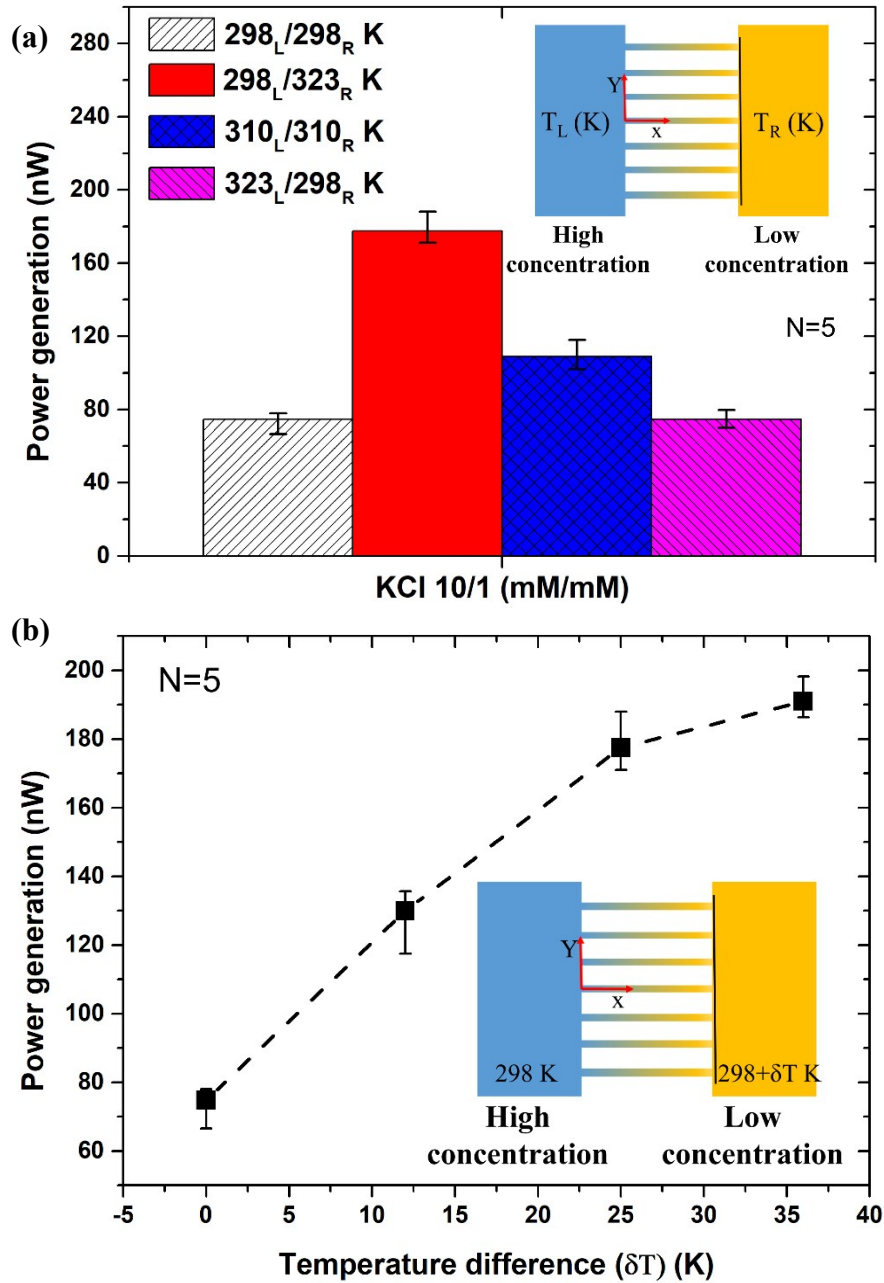 (a)
280
240
200
160
120
80
40
0
Power generation (nW)
298L/298R K
298L/323R K
310L/310R K
323L/298R K
Y
x
TL (K)
TR (K)
High
concentration
Low
concentration
N=5
KCl 10/1 (mM/mM)
(b)
200
180
160
140
120
100
80
60
Power generation (nW)
N=5
Y
x
298 K
298+δT K
High
concentration
Low
concentration
-5 0 5 10 15 20 25 30 35 40
Temperature difference (δT) (K)